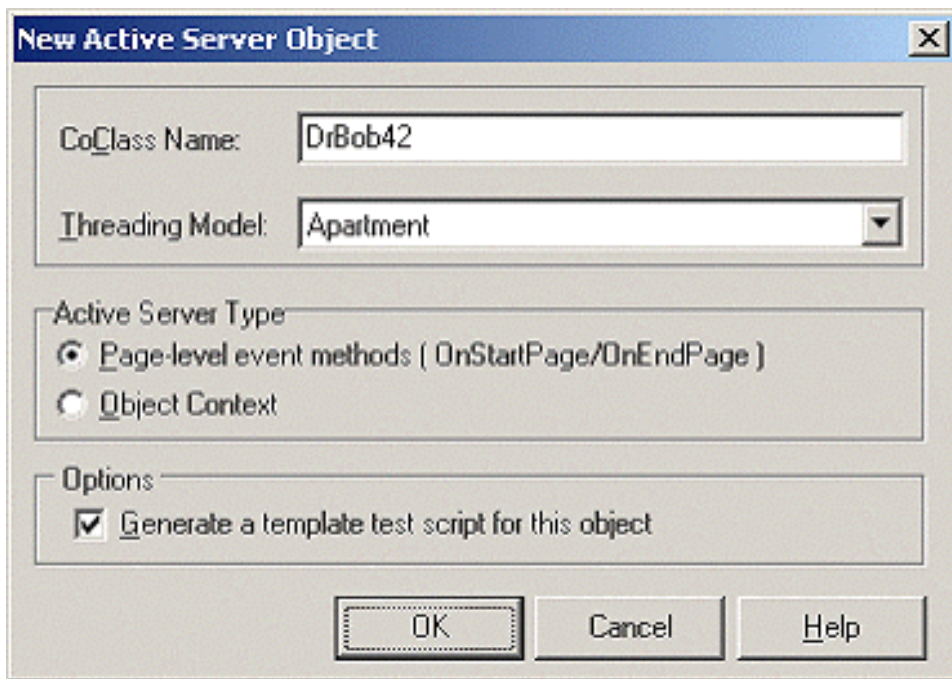 New Active Server Object
CoClass Name: DrBob42
Threading Model: Apartment
Active Server Type
Page-level event methods ( OnStartPage/OnEndPage )
Object Context
Options
Generate a template test script for this object
OK Cancel Help